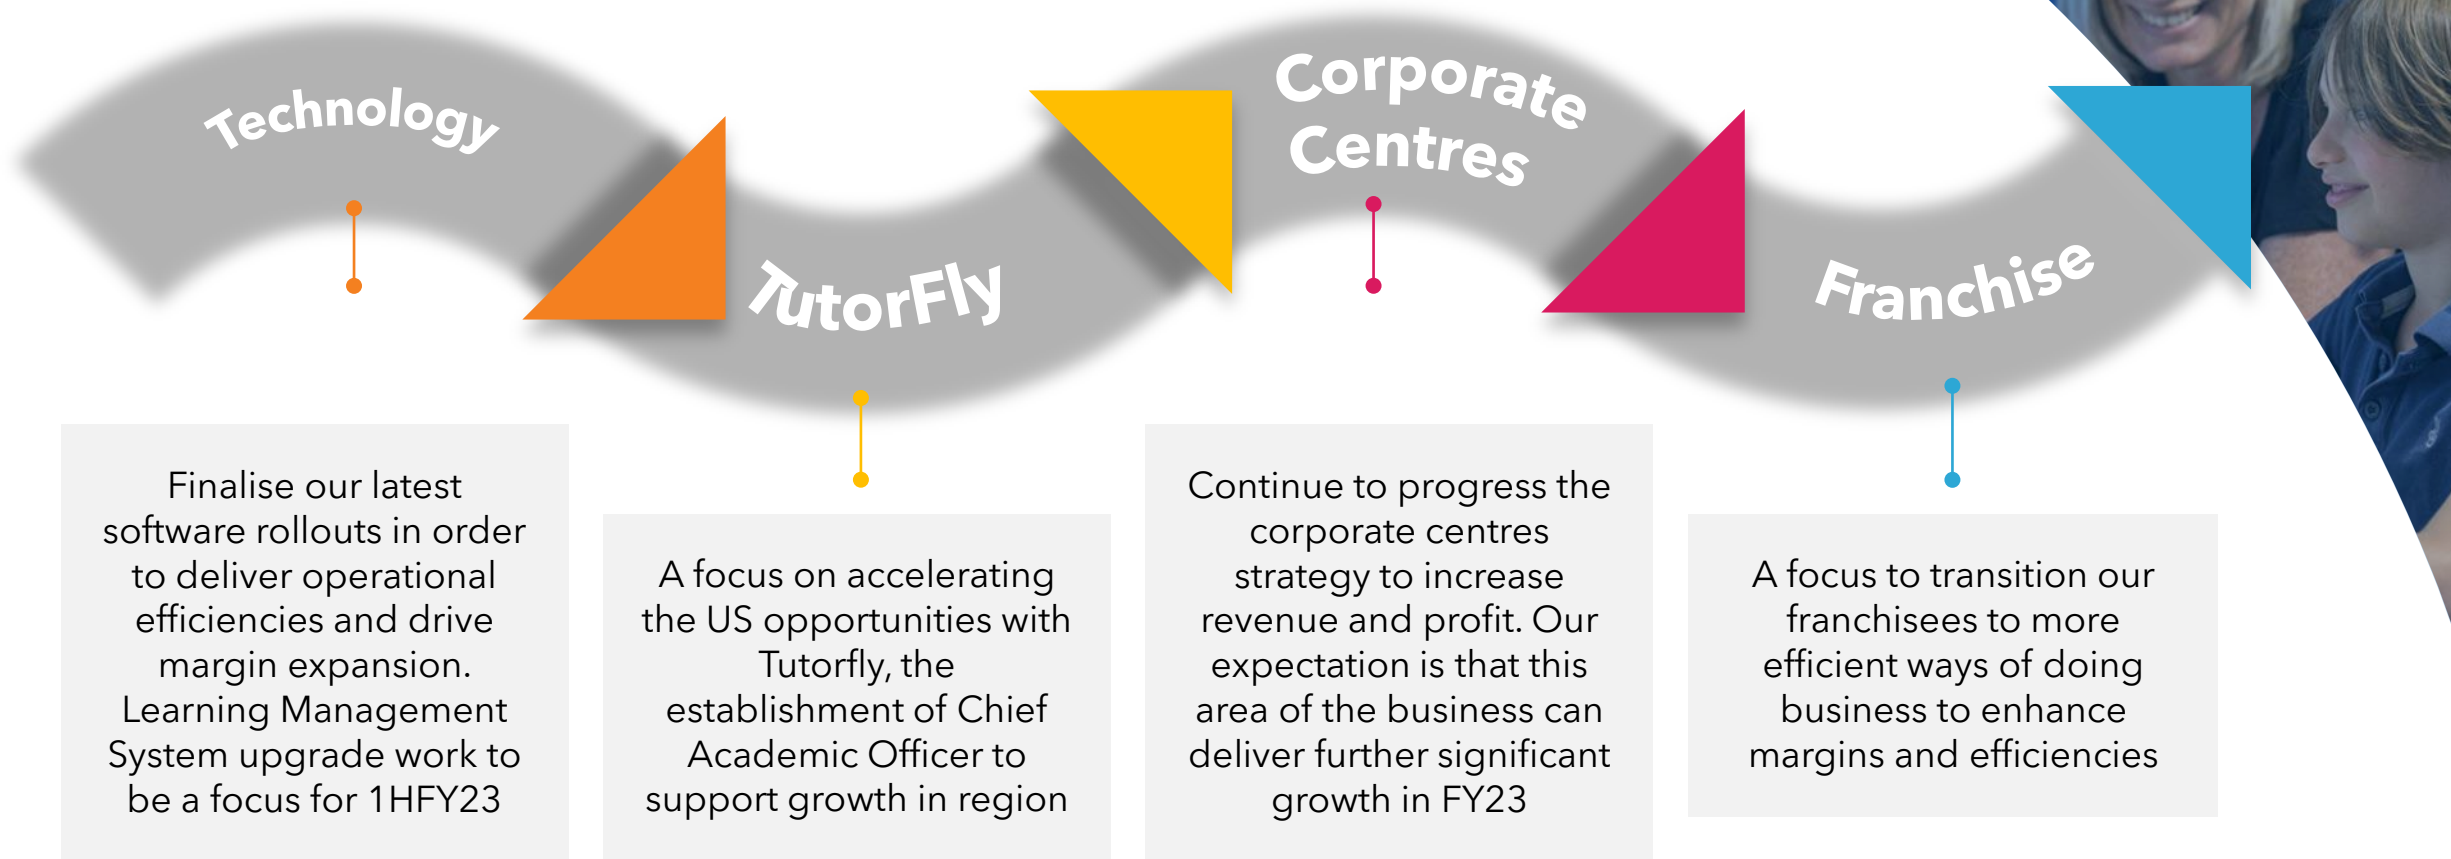 Technology
TutorFly
Corporate
Centres
Franchise
Finalise our latest
software rollouts in order
to deliver operational
efficiencies and drive
margin expansion.
Learning Management
System upgrade work to
be a focus for 1HFY23
A focus on accelerating
the US opportunities with
Tutorfly, the
establishment of Chief
Academic Officer to
support growth in region
Continue to progress the
corporate centres
strategy to increase
revenue and profit. Our
expectation is that this
area of the business can
deliver further significant
growth in FY23
A focus to transition our
franchisees to more
efficient ways of doing
business to enhance
margins and efficiencies